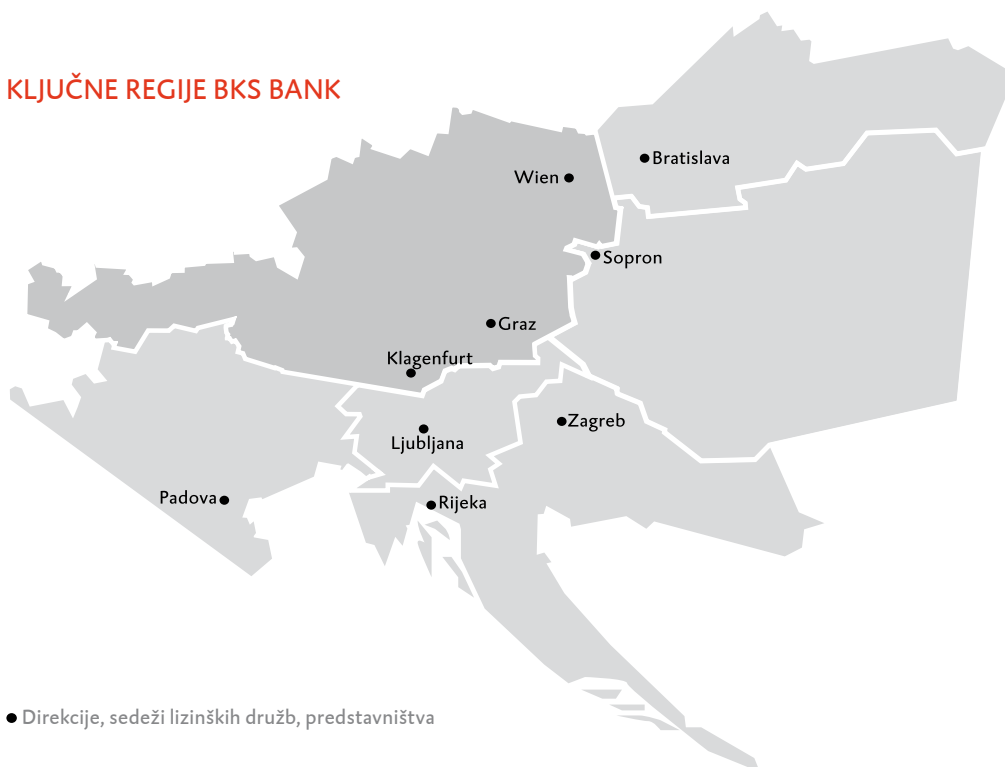 KLJUČNE REGIJE BKS BANK
Bratislava
Wien
Sopron
Graz
Klagenfurt
Zagreb
Ljubljana
Padova
Rijeka
Direkcije, sedeži lizinških družb, predstavništva